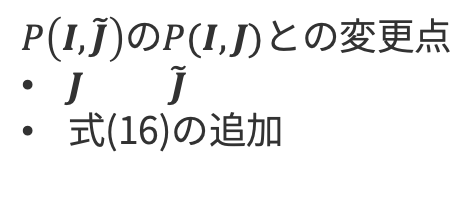 P(I, J̃)のP(I, J)との変更点
• J J̃
• 式(16)の追加